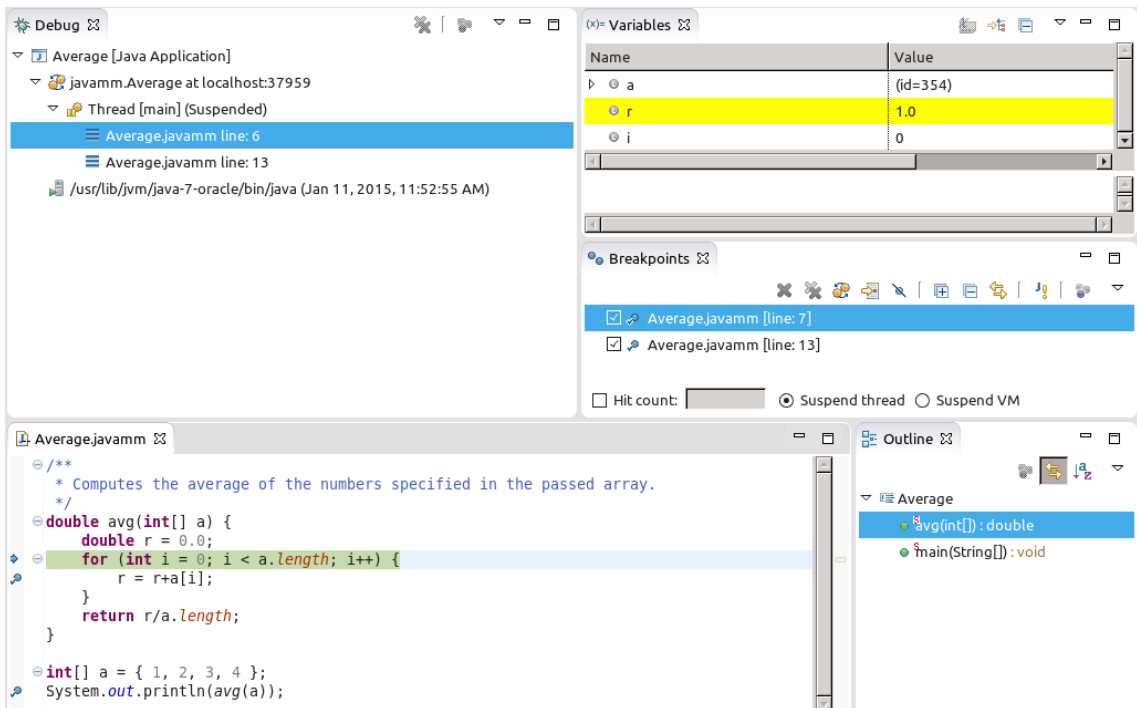 Debug
Average [Java Application]
javamm.Average at localhost:37959
Thread [main] (Suspended)
Average.javamm line: 6
Average.javamm line: 13
/usr/lib/jvm/java-7-oracle/bin/java (Jan 11, 2015, 11:52:55 AM)
(x)= Variables
Name Value
a (id=354)
r 1.0
i 0
Breakpoints
Average.javamm [line: 7]
Average.javamm [line: 13]
Hit count: Suspend thread Suspend VM
Average.javamm
/**
 * Computes the average of the numbers specified in the passed array.
 */
double avg(int[] a) {
    double r = 0.0;
    for (int i = 0; i < a.length; i++) {
        r = r+a[i];
    }
    return r/a.length;
}
int[] a = { 1, 2, 3, 4 };
System.out.println(avg(a));
Outline
Average
avg(int[]) : double
main(String[]) : void